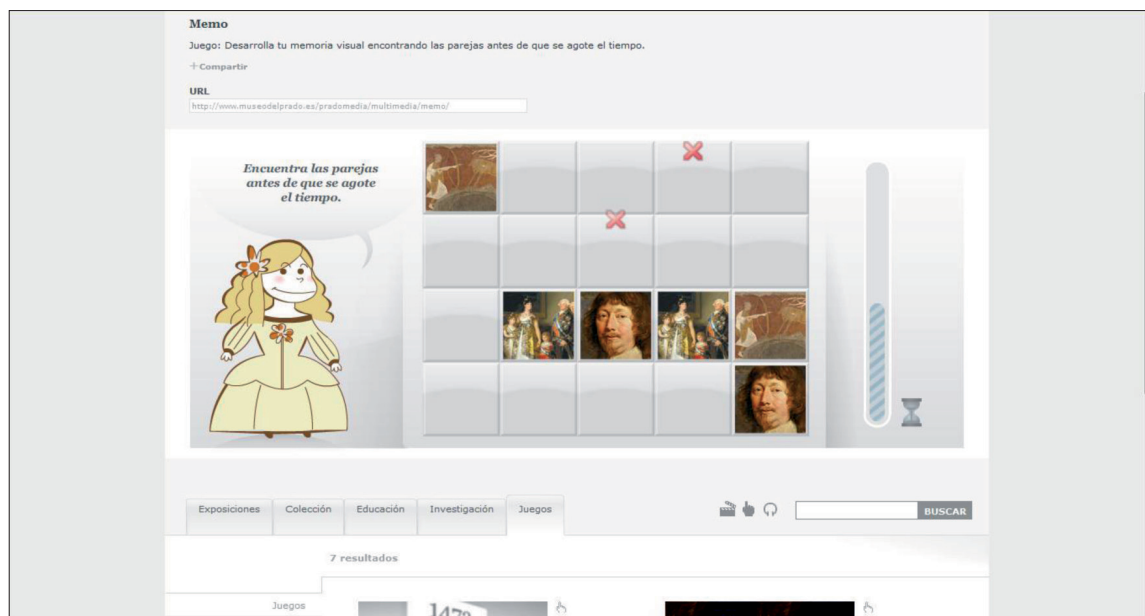 Memo
Juego: Desarrolla tu memoria visual encontrando las parejas antes de que se agote el tiempo.
+Compartir
URL
http://www.museodelprado.es/pradomedia/multimedia/memo/
Encuentra las parejas
antes de que se agote
el tiempo.
Exposiciones
Colección
Educación
Investigación
Juegos
BUSCAR
7 resultados
Juegos